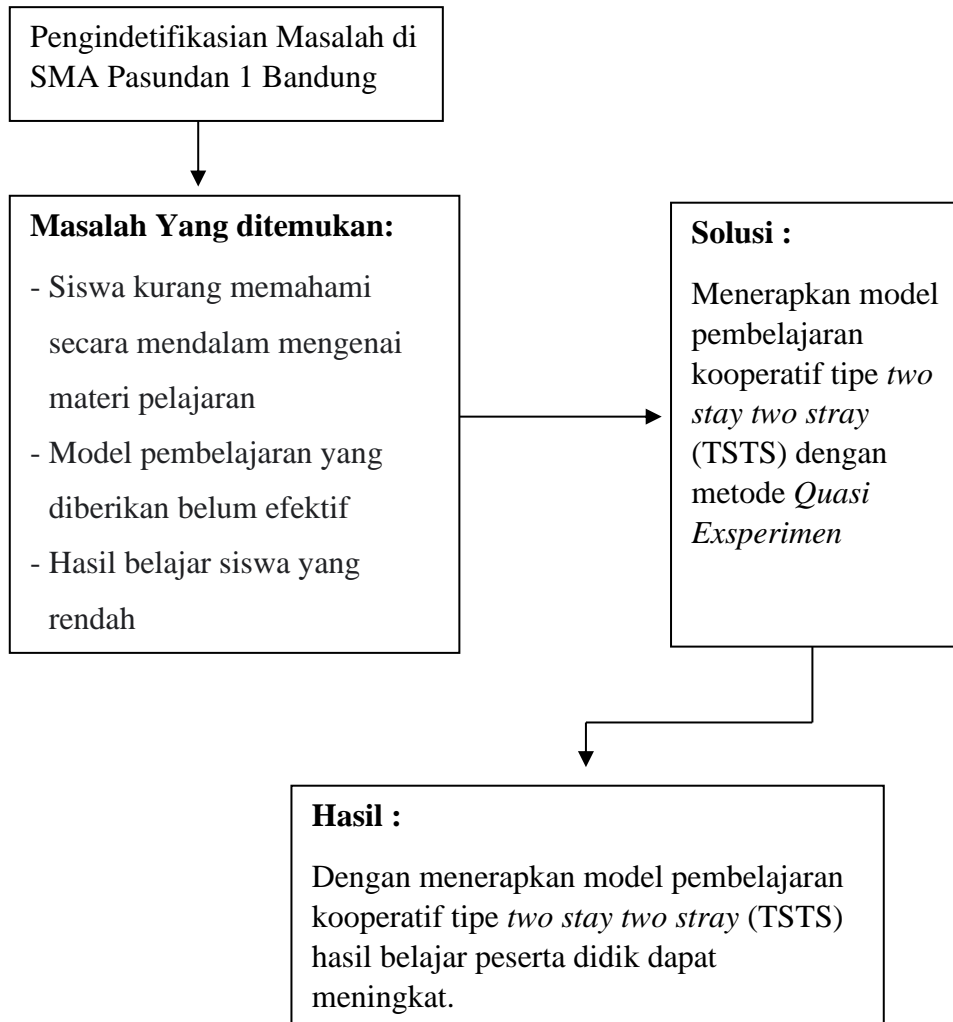 Pengindetifikasian Masalah di
SMA Pasundan 1 Bandung
Masalah Yang ditemukan:
- Siswa kurang memahami
secara mendalam mengenai
materi pelajaran
- Model pembelajaran yang
diberikan belum efektif
- Hasil belajar siswa yang
rendah
Solusi :
Menerapkan model
pembelajaran
kooperatif tipe two
stay two stray
(TSTS) dengan
metode Quasi
Exsperimen
Hasil :
Dengan menerapkan model pembelajaran
kooperatif tipe two stay two stray (TSTS)
hasil belajar peserta didik dapat
meningkat.